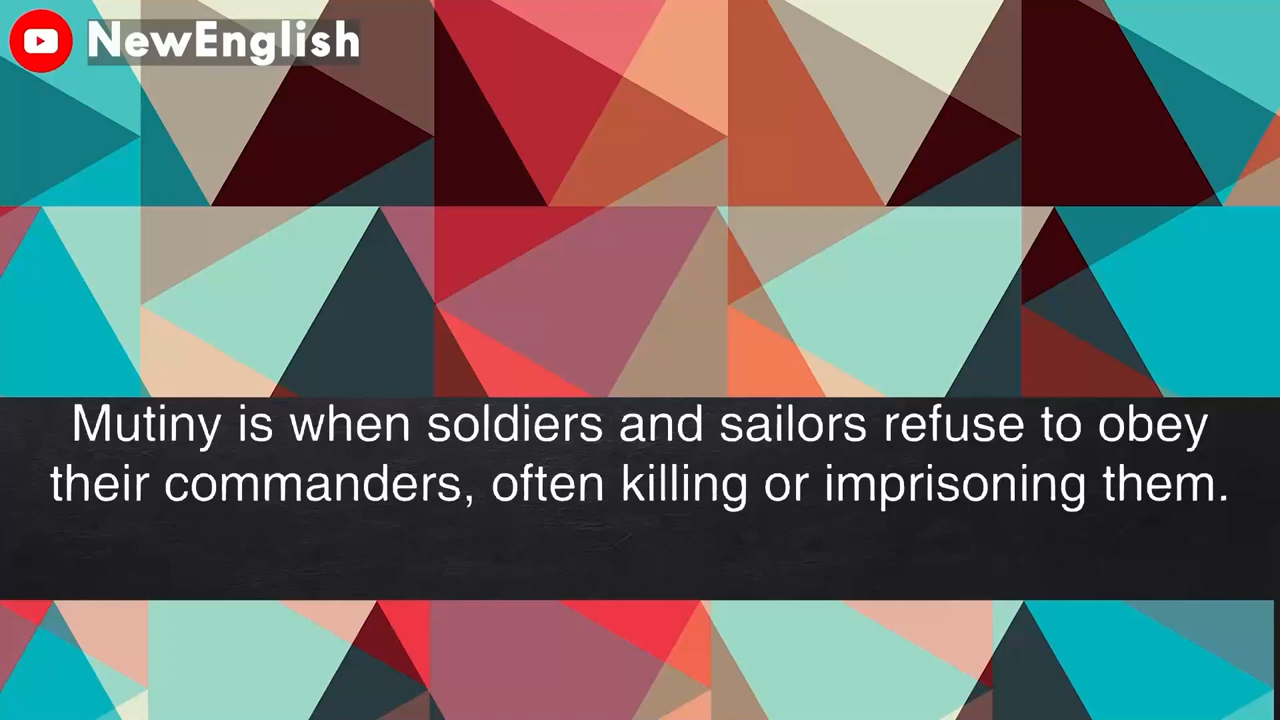 NewEnglish
Mutiny is when soldiers and sailors refuse to obey
their commanders, often killing or imprisoning them.